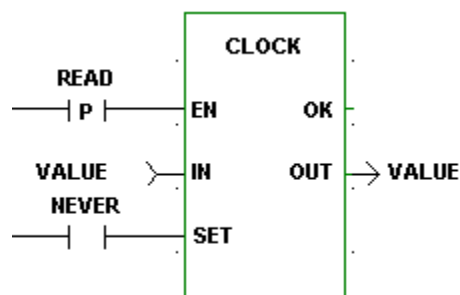 CLOCK
READ
P
EN OK
VALUE IN OUT VALUE
NEVER
SET